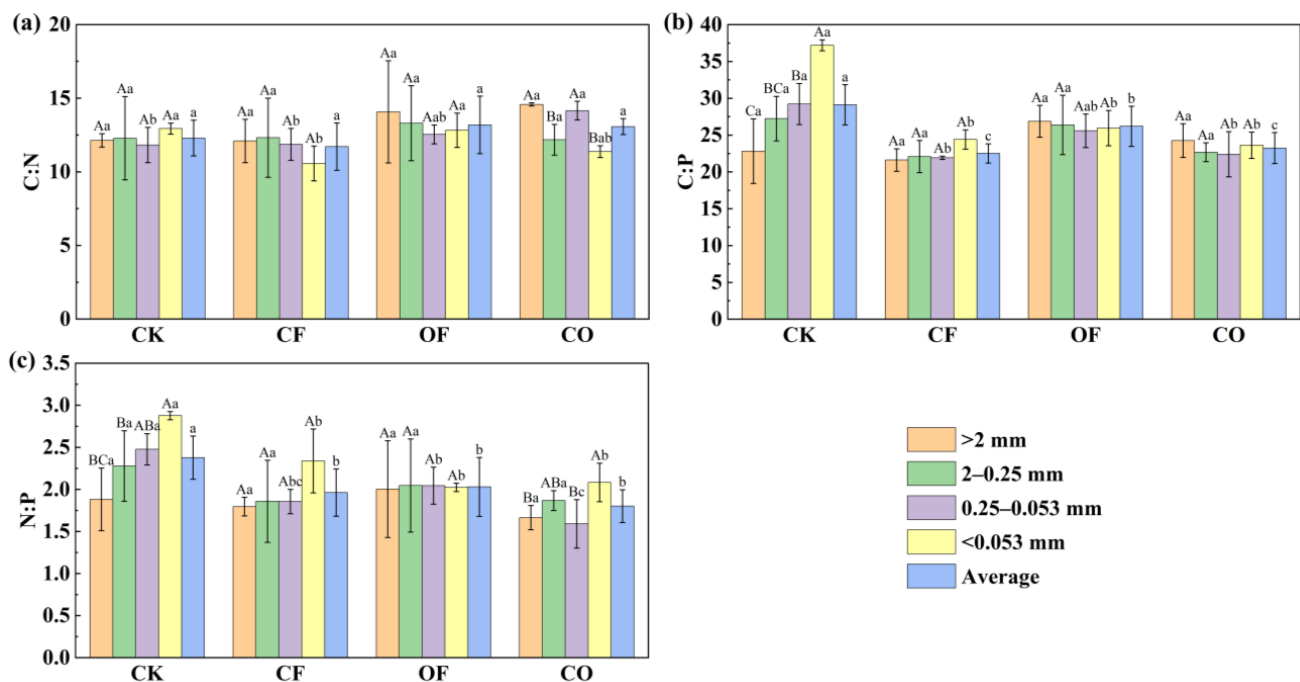 (a)
20
15
10
5
0
C:N
Aa Aa Ab Aa a
Aa Aa Ab Ab a
Aa Aa Aab Aa a
Aa Ba Aa Bab a
CK CF OF CO
(b)
40
35
30
25
20
15
10
5
0
C:P
Ca BCa Ba Aa a
Aa Aa Ab Ab c
Aa Aa Aab Ab b
Aa Aa Ab Ab c
CK CF OF CO
(c)
3.5
3.0
2.5
2.0
1.5
1.0
0.5
0.0
N:P
BCa Ba ABa Aa a
Aa Aa Abc Ab b
Aa Aa Ab Ab b
Ba ABa Bc Ab b
CK CF OF CO
>2 mm
2–0.25 mm
0.25–0.053 mm
<0.053 mm
Average